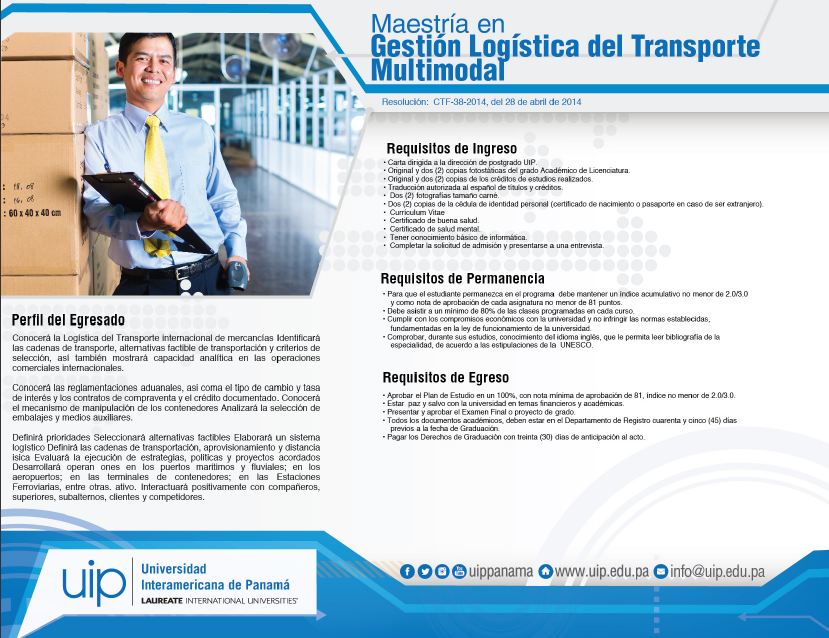 Maestría en
Gestión Logística del Transporte
Multimodal
Resolución: CTF-38-2014, del 28 de abril de 2014
: 18. 08
: 14. 08
: 60 x 40 x 40 cm
Perfil del Egresado
Conocerá la Logística del Transporte internacional de mercancías Identificará
las cadenas de transporte, alternativas factible de transportación y criterios de
selección, así también mostrará capacidad analítica en las operaciones
comerciales internacionales.
Conocerá las reglamentaciones aduanales, así coma el tipo de cambio y tasa
de interés y los contratos de compraventa y el crédito documentado. Conocerá
el mecanismo de manipulación de los contenedores Analizará la selección de
embalajes y medios auxiliares.
Definirá prioridades Seleccionará alternativas factibles Elaborará un sistema
logístico Definirá las cadenas de transportación, aprovisionamiento y distancia
ísica Evaluará la ejecución de estrategias, políticas y proyectos acordados
Desarrollará operan ones en los puertos marítimos y fluviales; en los
aeropuertos; en las terminales de contenedores; en las Estaciones
Ferroviarias, entre otras. ativo. Interactuará positivamente con compañeros,
superiores, subalternos, clientes y competidores.
Requisitos de Ingreso
• Carta dirigida a la dirección de postgrado UIP.
• Original y dos (2) copias fotostáticas del grado Académico de Licenciatura.
• Original y dos (2) copias de los créditos de estudios realizados.
• Traducción autorizada al español de títulos y créditos.
• Dos (2) fotografías tamaño carné.
• Dos (2) copias de la cédula de identidad personal (certificado de nacimiento o pasaporte en caso de ser extranjero).
• Currículum Vitae
• Certificado de buena salud.
• Certificado de salud mental.
• Tener conocimiento básico de informática.
• Completar la solicitud de admisión y presentarse a una entrevista.
Requisitos de Permanencia
• Para que el estudiante permanezca en el programa debe mantener un índice acumulativo no menor de 2.0/3.0
y como nota de aprobación de cada asignatura no menor de 81 puntos.
• Debe asistir a un mínimo de 80% de las clases programadas en cada curso.
• Cumplir con los compromisos económicos con la universidad y no infringir las normas establecidas,
fundamentadas en la ley de funcionamiento de la universidad.
• Comprobar, durante sus estudios, conocimiento del idioma inglés, que le permita leer bibliografía de la
especialidad, de acuerdo a las estipulaciones de la UNESCO.
Requisitos de Egreso
• Aprobar el Plan de Estudio en un 100%, con nota mínima de aprobación de 81, índice no menor de 2.0/3.0.
• Estar paz y salvo con la universidad en temas financieros y académicos.
• Presentar y aprobar el Examen Final o proyecto de grado.
• Todos los documentos académicos, deben estar en el Departamento de Registro cuarenta y cinco (45) días
previos a la fecha de Graduación.
• Pagar los Derechos de Graduación con treinta (30) días de anticipación al acto.
uip
Universidad
Interamericana de Panamá
LAUREATE INTERNATIONAL UNIVERSITIES®
uippanama www.uip.edu.pa info@uip.edu.pa